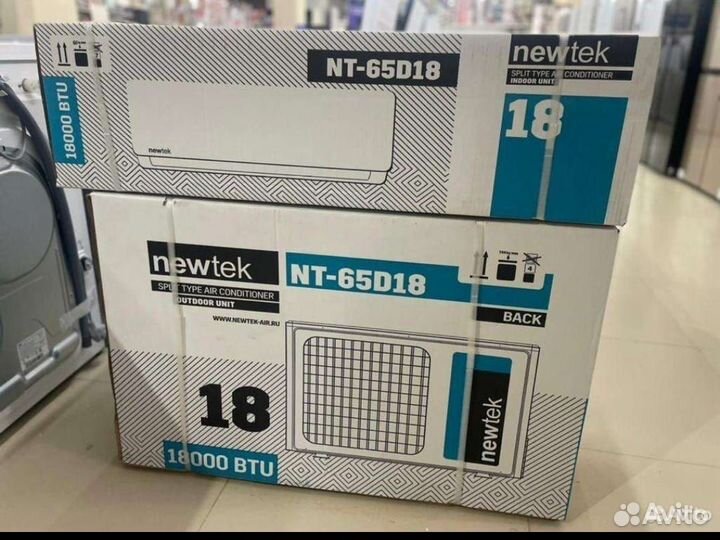 18000 BTU
newtek
NT-65D18
newtek
SPLIT TYPE AIR CONDITIONER
INDOOR UNIT
18
newtek
SPLIT TYPE AIR CONDITIONER
OUTDOOR UNIT
WWW.NEWTEK-AIR.RU
NT-65D18
4
BACK
18
18000 BTU
newtek
Avito